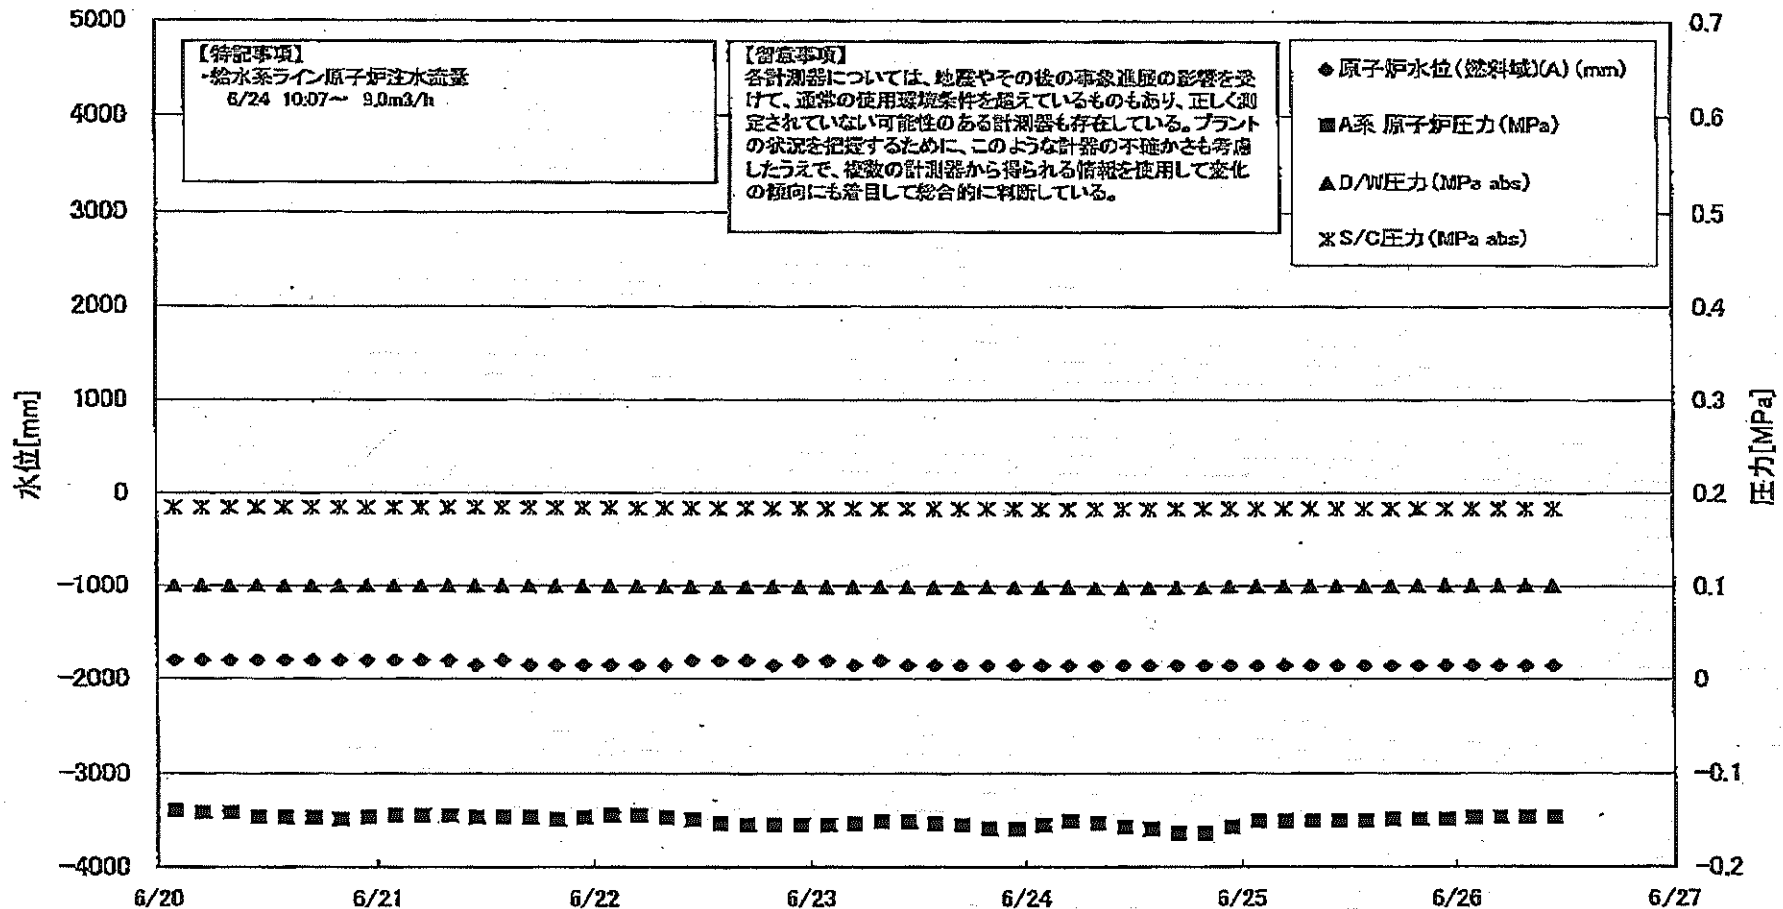 【特記事項】
・給水系ライン原子炉注水流量
6/24 10:07～ 9.0m3/h
【留意事項】
各計測器については、地震やその後の事象進展の影響を受
けて、通常の使用環境条件を超えているものもあり、正しく測
定されていない可能性のある計測器も存在している。プラント
の状況を把握するために、このような計器の不確かさも考慮
したうえで、複数の計測器から得られる情報を使用して変化
の傾向にも着目して総合的に判断している。
◆原子炉水位(燃料域)(A) (mm)
■A系 原子炉圧力(MPa)
▲D/W圧力(MPa abs)
S/C圧力(MPa abs)
水位[mm]
5000
4000
3000
2000
1000
0
-1000
-2000
-3000
-4000
0.7
0.6
0.5
0.4
0.3
0.2
0.1
0
-0.1
-0.2
圧力[MPa]
6/20 6/21 6/22 6/23 6/24 6/25 6/26 6/27